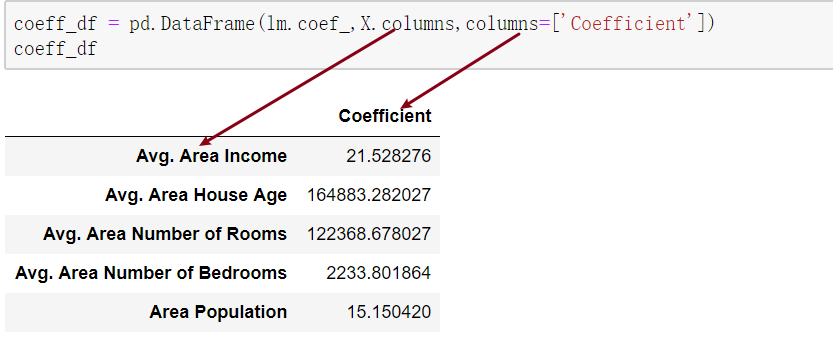 coeff_df = pd.DataFrame(lm.coef_,X.columns,columns=['Coefficient'])
coeff_df
Coefficient
Avg. Area Income 21.528276
Avg. Area House Age 164883.282027
Avg. Area Number of Rooms 122368.678027
Avg. Area Number of Bedrooms 2233.801864
Area Population 15.150420